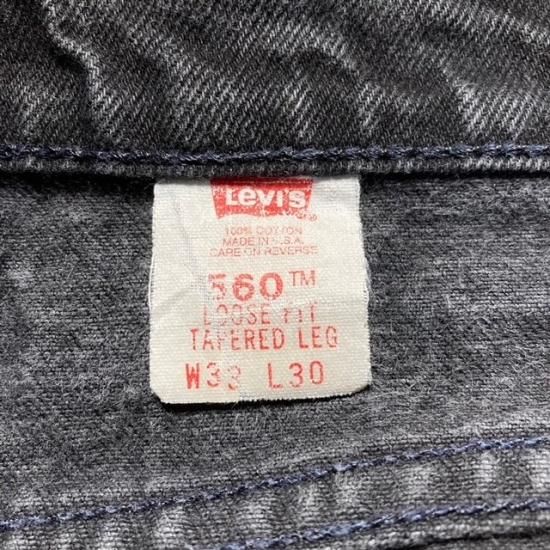 Levi's
100% COTTON
MADE IN U.S.A.
CARE ON REVERSE
560™
LOOSE FIT
TAPERED LEG
W33 L30